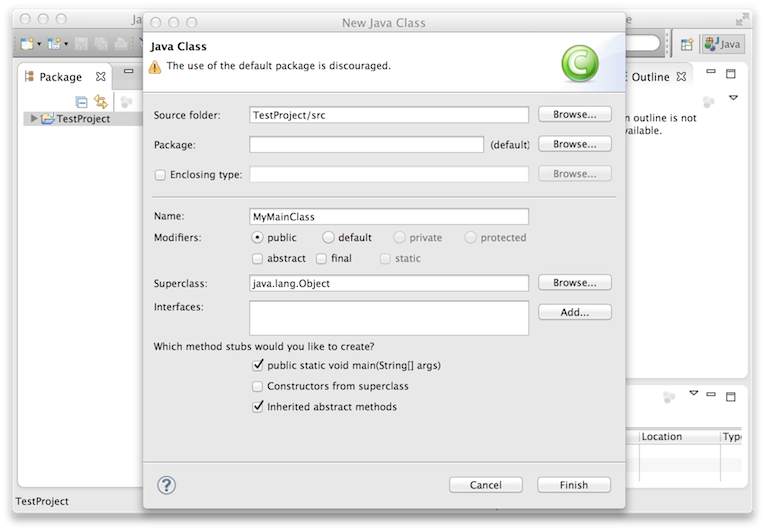 Ja
New Java Class
e
Java
Package
TestProject
Java Class
The use of the default package is discouraged.
Source folder:
TestProject/src
Browse...
Package:
(default)
Browse...
Enclosing type:
Browse...
Name:
MyMainClass
Modifiers:
public
default
private
protected
abstract
final
static
Superclass:
java.lang.Object
Browse...
Interfaces:
Add...
Which method stubs would you like to create?
public static void main(String[] args)
Constructors from superclass
Inherited abstract methods
?
Cancel
Finish
Outline
n outline is not
vailable.
Location
Type
TestProject